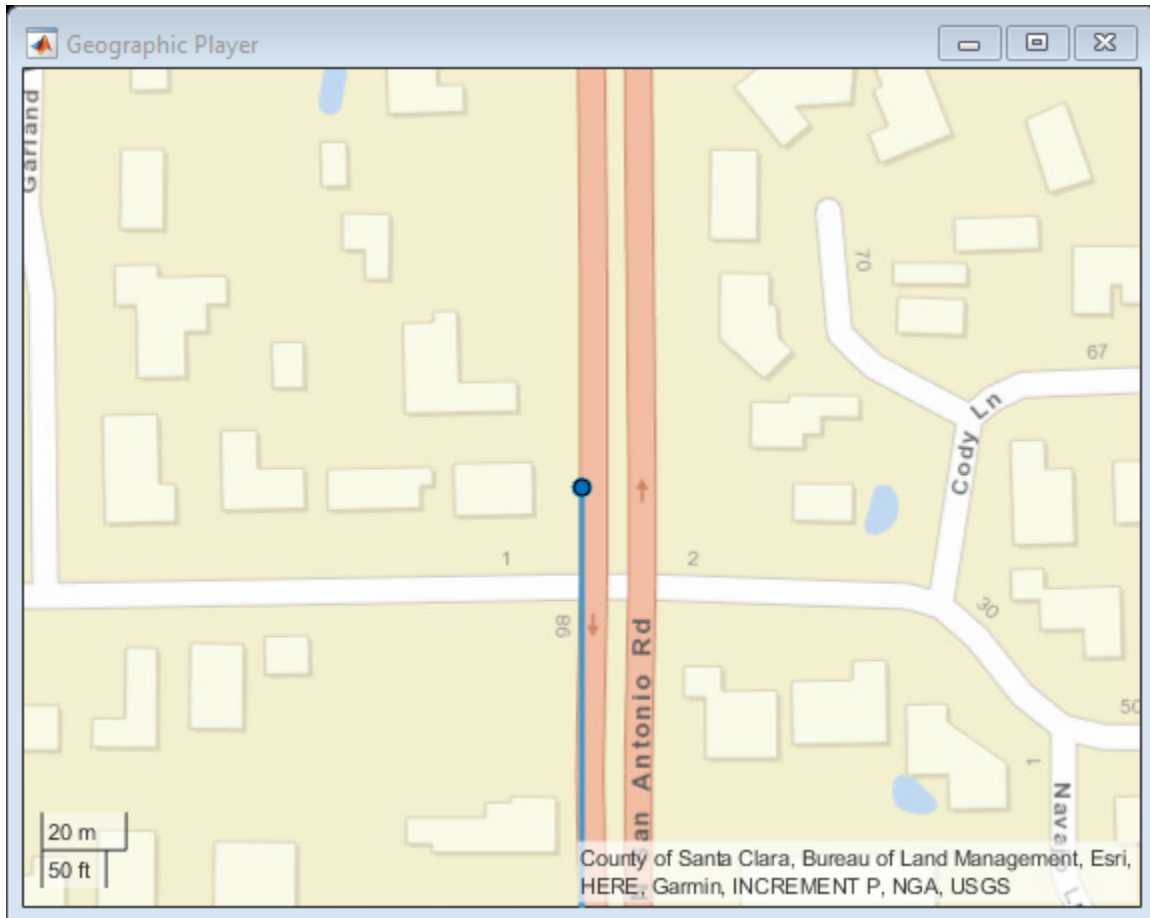 Geographic Player
Garland
70
67
Cody Ln
1
2
30
98
San Antonio Rd
50
1
Navajo Ln
20 m
50 ft
County of Santa Clara, Bureau of Land Management, Esri,
HERE, Garmin, INCREMENT P, NGA, USGS